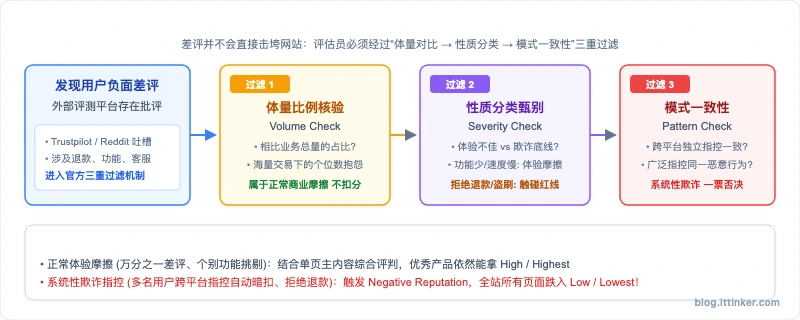 差评并不会直接击垮网站：评估员必须经过“体量对比 → 性质分类 → 模式一致性”三重过滤
发现用户负面差评
外部评测平台存在批评
• Trustpilot / Reddit 吐槽
• 涉及退款、功能、客服
进入官方三重过滤机制
过滤 1
体量比例核验
Volume Check
• 相比业务总量的占比？
• 海量交易下的个位数抱怨
属于正常商业摩擦 不扣分
过滤 2
性质分类甄别
Severity Check
• 体验不佳 vs 欺诈底线？
• 功能少/速度慢: 体验摩擦
拒绝退款/盗刷: 触碰红线
过滤 3
模式一致性
Pattern Check
• 跨平台独立指控一致？
• 广泛指控同一恶意行为？
系统性欺诈 一票否决
• 正常体验摩擦 (万分之一差评、个别功能挑剔)：结合单页主内容综合评判，优秀产品依然能拿 High / Highest
• 系统性欺诈指控 (多名用户跨平台指控自动暗扣、拒绝退款)：触发 Negative Reputation，全站所有页面跌入 Low / Lowest！
blog.ittinker.com